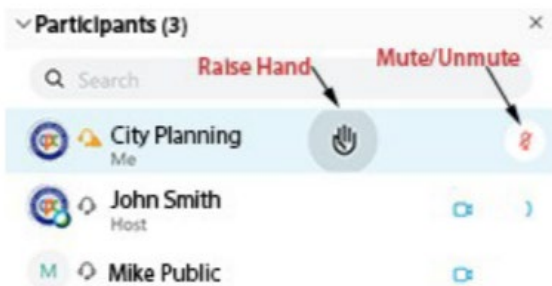 Participants (3)
Search
Raise Hand
Mute/Unmute
City Planning
Me
John Smith
Host
M
Mike Public